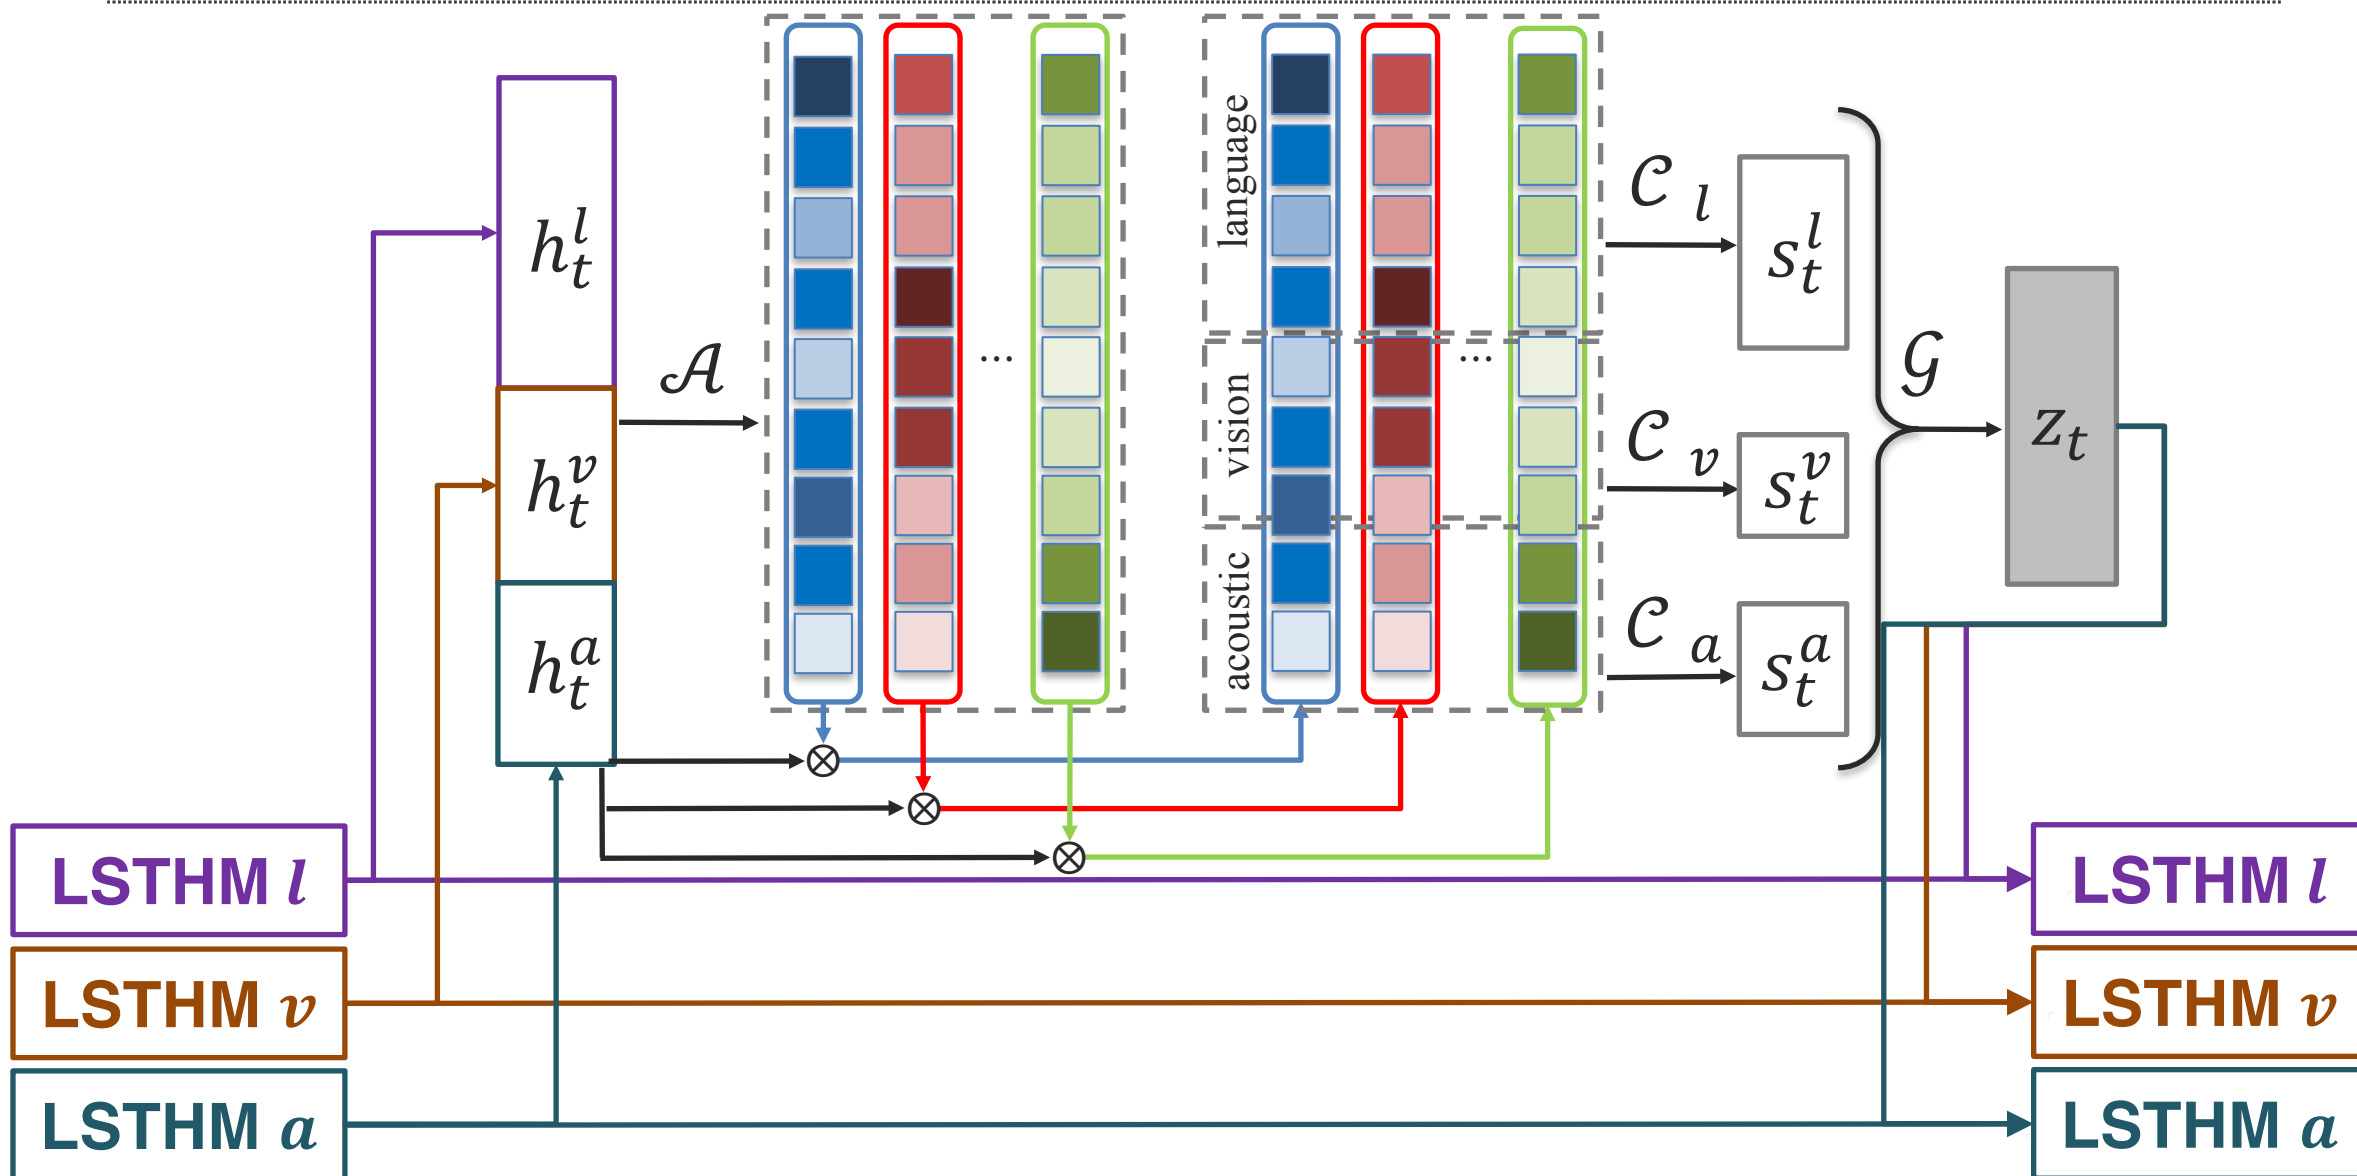 h_t^l
h_t^v
h_t^a
𝒜
...
language
vision
acoustic
...
𝒞 l
𝒞 v
𝒞 a
s_t^l
s_t^v
s_t^a
𝒢
z_t
LSTHM l
LSTHM v
LSTHM a
LSTHM l
LSTHM v
LSTHM a